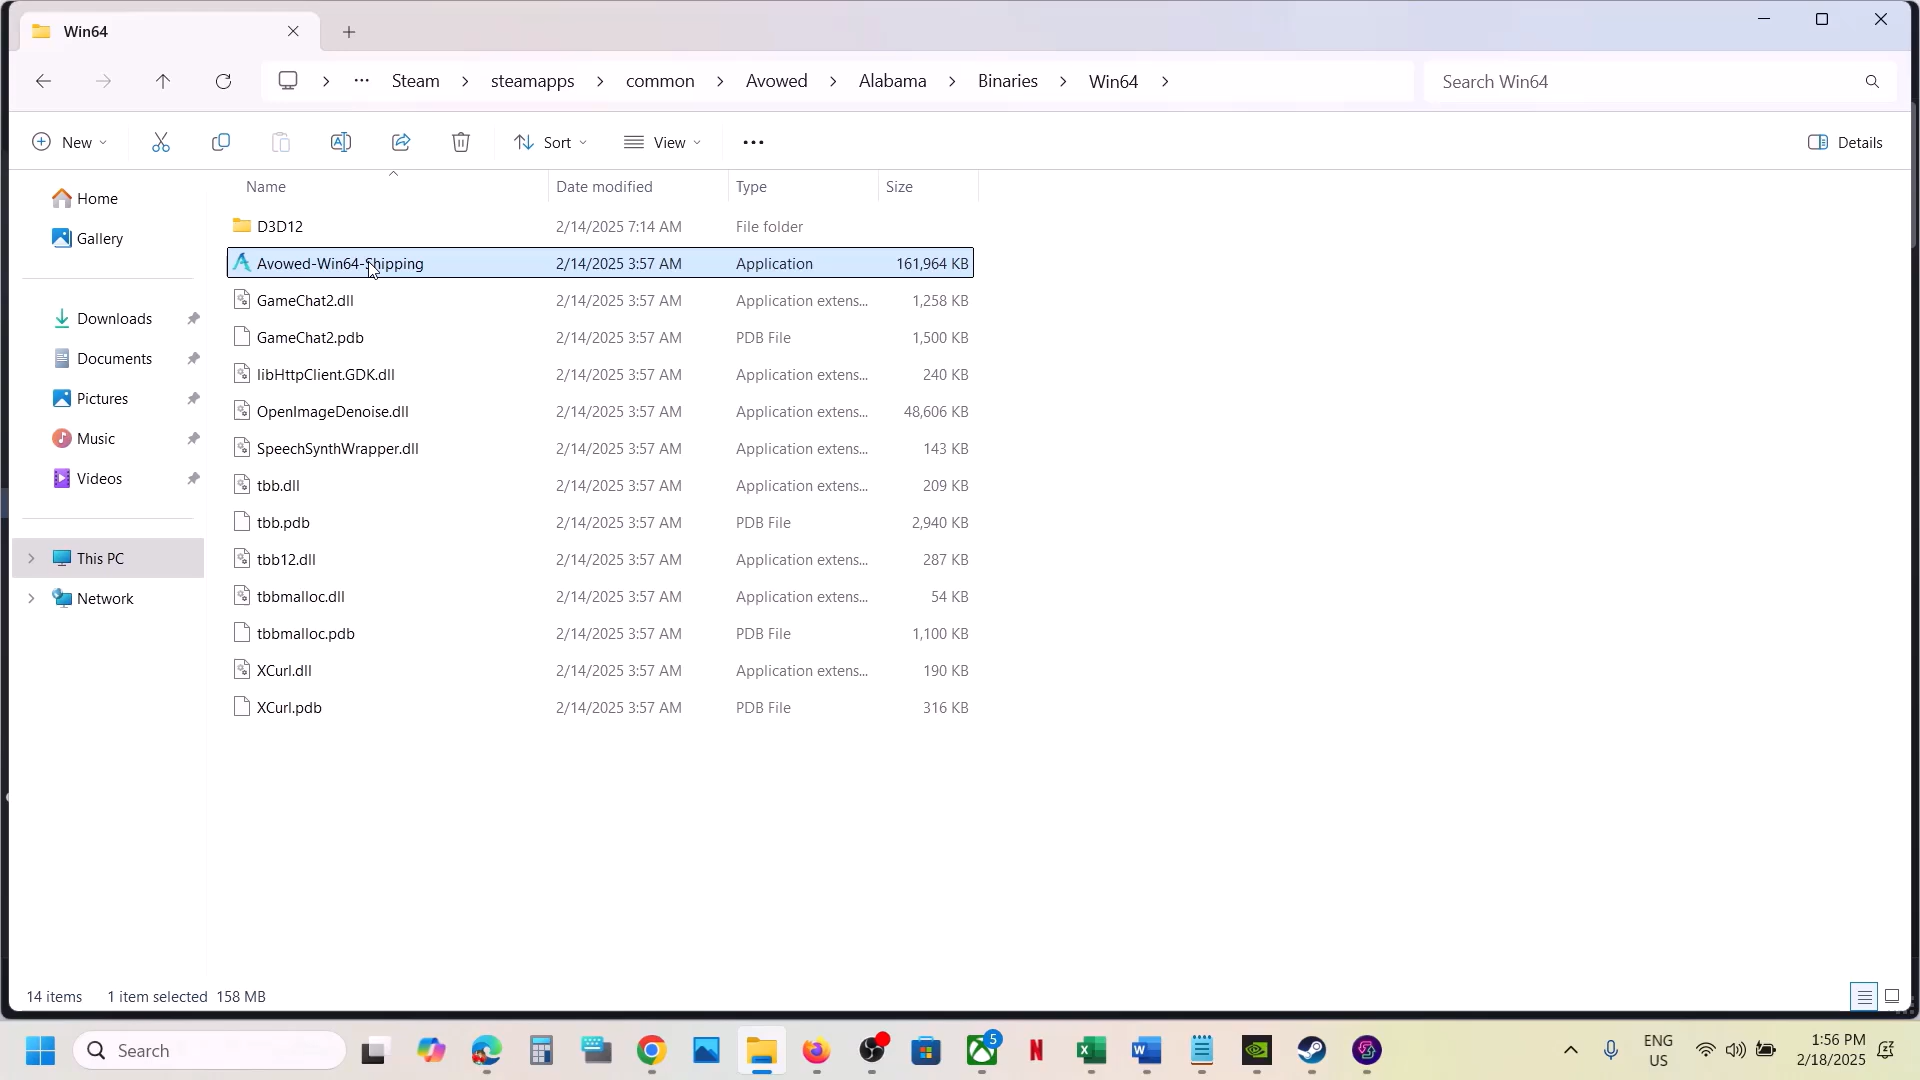 Win64
Steam steamapps common Avowed Alabama Binaries Win64
Search Win64
New
Sort
View
Details
Name Date modified Type Size
Home
Gallery
Downloads
Documents
Pictures
Music
Videos
This PC
Network
D3D12 2/14/2025 7:14 AM File folder
Avowed-Win64-Shipping 2/14/2025 3:57 AM Application 161,964 KB
GameChat2.dll 2/14/2025 3:57 AM Application extens... 1,258 KB
GameChat2.pdb 2/14/2025 3:57 AM PDB File 1,500 KB
libHttpClient.GDK.dll 2/14/2025 3:57 AM Application extens... 240 KB
OpenImageDenoise.dll 2/14/2025 3:57 AM Application extens... 48,606 KB
SpeechSynthWrapper.dll 2/14/2025 3:57 AM Application extens... 143 KB
tbb.dll 2/14/2025 3:57 AM Application extens... 209 KB
tbb.pdb 2/14/2025 3:57 AM PDB File 2,940 KB
tbb12.dll 2/14/2025 3:57 AM Application extens... 287 KB
tbbmalloc.dll 2/14/2025 3:57 AM Application extens... 54 KB
tbbmalloc.pdb 2/14/2025 3:57 AM PDB File 1,100 KB
XCurl.dll 2/14/2025 3:57 AM Application extens... 190 KB
XCurl.pdb 2/14/2025 3:57 AM PDB File 316 KB
14 items 1 item selected 158 MB
Search
5
ENG
US
1:56 PM
2/18/2025